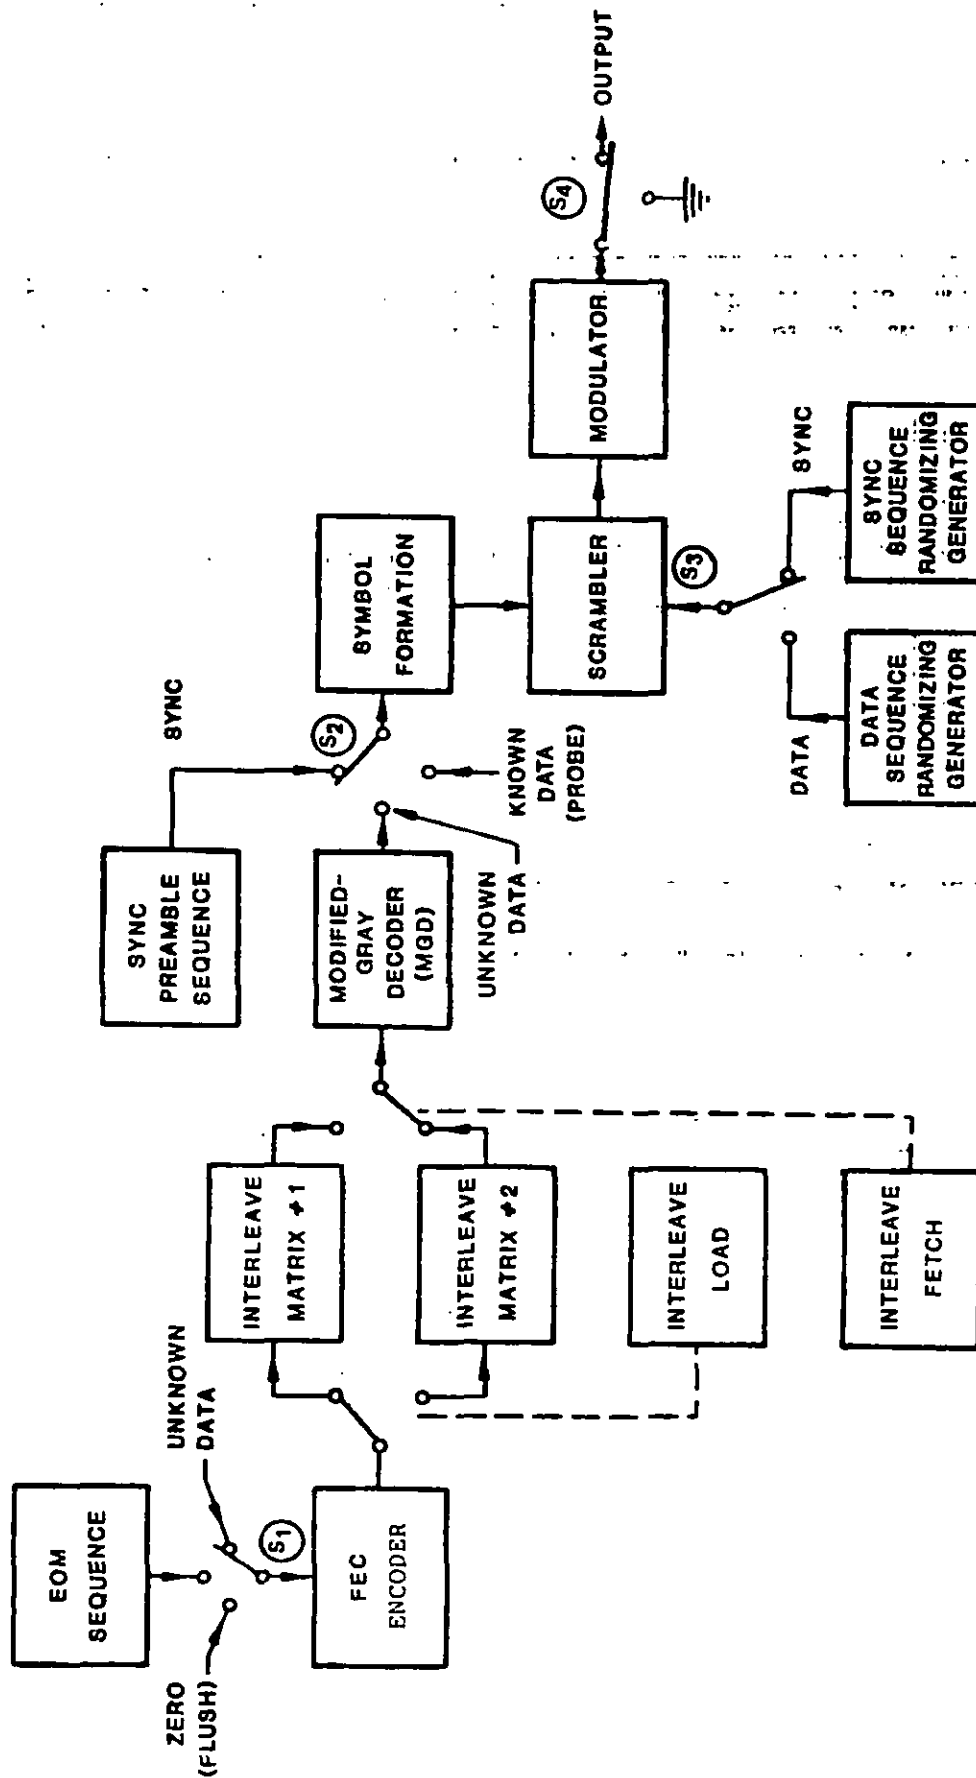 EOM
SEQUENCE
ZERO
(FLUSH)
UNKNOWN
DATA
S1
FEC
ENCODER
INTERLEAVE
MATRIX #1
INTERLEAVE
MATRIX #2
INTERLEAVE
LOAD
INTERLEAVE
FETCH
SYNC
PREAMBLE
SEQUENCE
SYNC
MODIFIED-
GRAY
DECODER
(MGD)
UNKNOWN
DATA
S2
KNOWN
DATA
(PROBE)
SYMBOL
FORMATION
SCRAMBLER
S3
DATA
SYNC
DATA
SEQUENCE
RANDOMIZING
GENERATOR
SYNC
SEQUENCE
RANDOMIZING
GENERATOR
MODULATOR
S4
OUTPUT